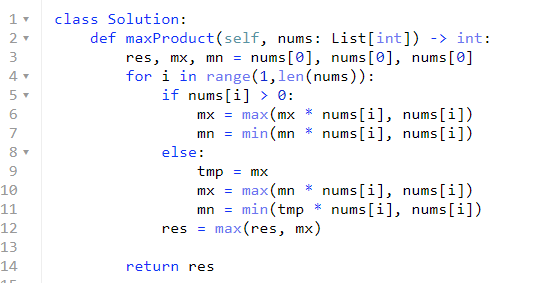 1 class Solution:
2     def maxProduct(self, nums: List[int]) -> int:
3         res, mx, mn = nums[0], nums[0], nums[0]
4         for i in range(1,len(nums)):
5             if nums[i] > 0:
6                 mx = max(mx * nums[i], nums[i])
7                 mn = min(mn * nums[i], nums[i])
8             else:
9                 tmp = mx
10                 mx = max(mn * nums[i], nums[i])
11                 mn = min(tmp * nums[i], nums[i])
12             res = max(res, mx)
13
14         return res